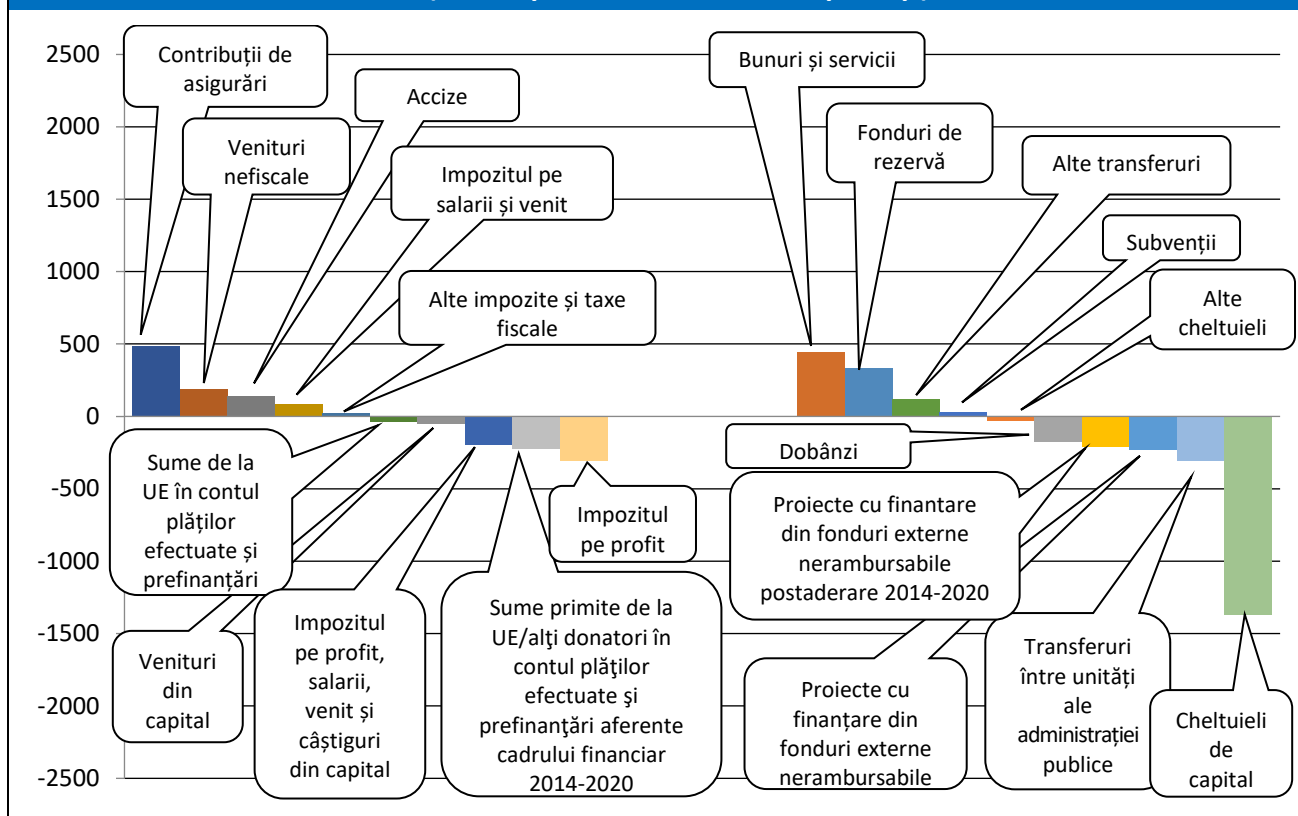 2500
2000
1500
1000
500
0
-500
-1000
-1500
-2000
-2500
Contribuții de
asigurări
Venituri
nefiscale
Accize
Impozitul pe
salarii și venit
Alte impozite și taxe
fiscale
Sume de la
UE în contul
plăților
efectuate și
prefinanțări
Venituri
din
capital
Impozitul
pe profit,
salarii,
venit și
câștiguri
din capital
Sume primite de la
UE/alţi donatori în
contul plăţilor
efectuate şi
prefinanţări aferente
cadrului financiar
2014-2020
Impozitul
pe profit
Bunuri și servicii
Fonduri de
rezervă
Alte transferuri
Subvenții
Alte
cheltuieli
Dobânzi
Proiecte cu finantare
din fonduri externe
nerambursabile
postaderare 2014-2020
Proiecte cu
finanțare din
fonduri externe
nerambursabile
Transferuri
între unități
ale
administrației
publice
Cheltuieli
de
capital